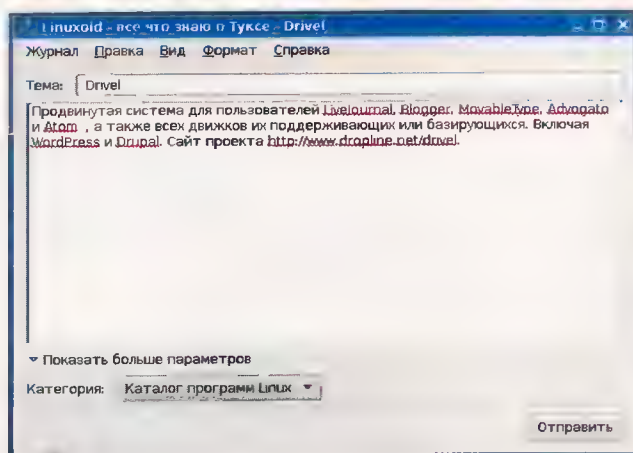 Linuxoid - все что знаю о Туксе - Drivel
Журнал Правка Вид Формат Справка
Тема: Drivel
Продвинутая система для пользователей Livejournal, Blogger, MovableType, Advogato
и Atom , а также всех движков их поддерживающих или базирующихся. Включая
WordPress и Drupal. Сайт проекта http://www.dropline.net/drivel.
Показать больше параметров
Категория: Каталог программ Linux
Отправить